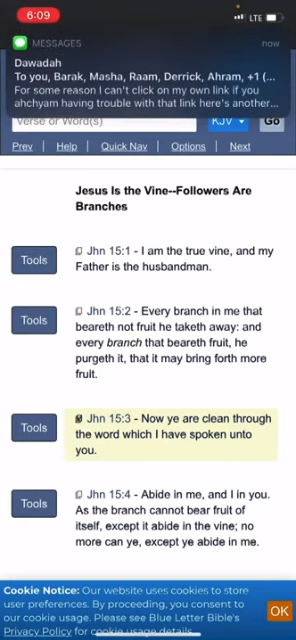 6:09
LTE
MESSAGES
now
Dawadah
To you, Barak, Masha, Raam, Derrick, Ahram, +1 (...
For some reason I can't click on my own link if you
ahchyam having trouble with that link here's another...
Verse or Word(s)
KJV
Go
Prev | Help | Quick Nav | Options | Next
Jesus Is the Vine--Followers Are
Branches
Tools
Jhn 15:1 - I am the true vine, and my
Father is the husbandman.
Tools
Jhn 15:2 - Every branch in me that
beareth not fruit he taketh away: and
every branch that beareth fruit, he
purgeth it, that it may bring forth more
fruit.
Tools
Jhn 15:3 - Now ye are clean through
the word which I have spoken unto
you.
Tools
Jhn 15:4 - Abide in me, and I in you.
As the branch cannot bear fruit of
itself, except it abide in the vine; no
more can ye, except ye abide in me.
Cookie Notice: Our website uses cookies to store
user preferences. By proceeding, you consent to
our cookie usage. Please see Blue Letter Bible's
Privacy Policy for cookie usage details.
OK